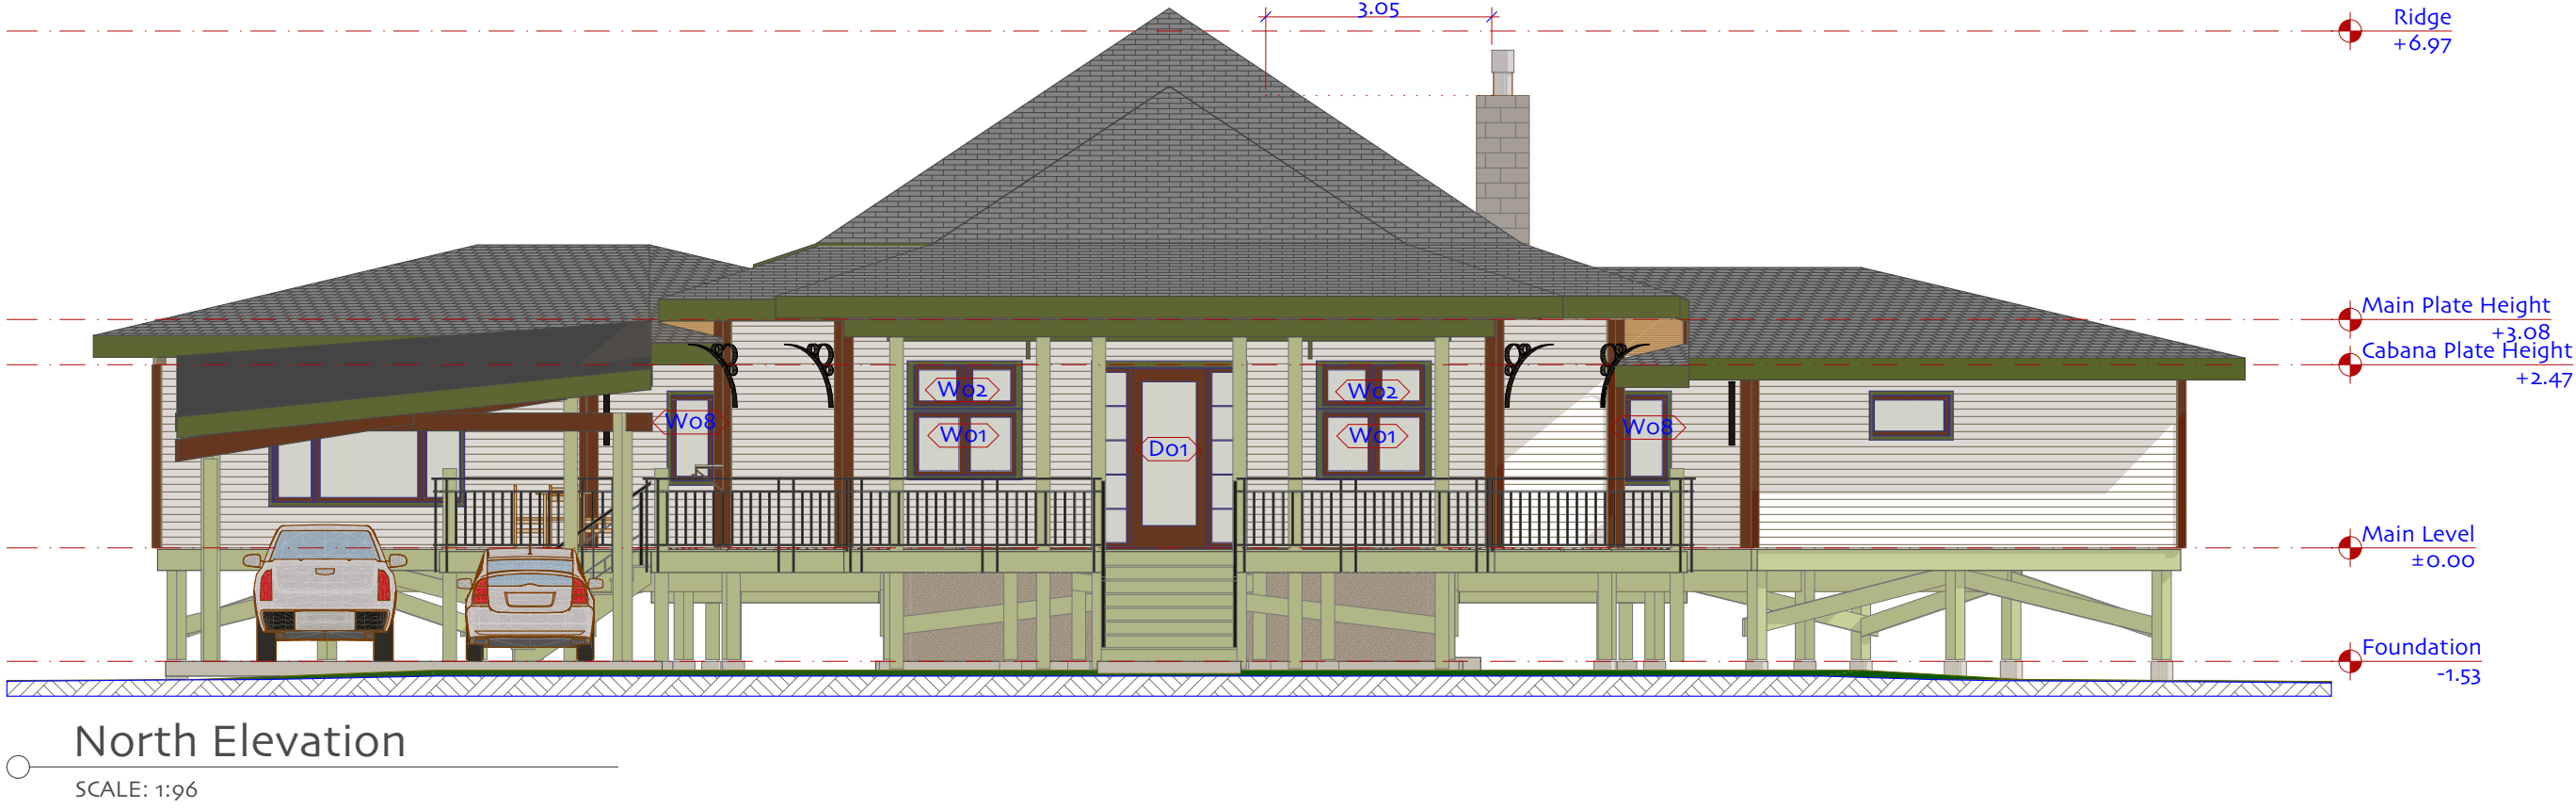 3.05
Ridge
+6.97
Main Plate Height
+3.08
Cabana Plate Height
+2.47
W02
W02
W08
W01
D01
W01
W08
Main Level
±0.00
Foundation
-1.53
North Elevation
SCALE: 1:96